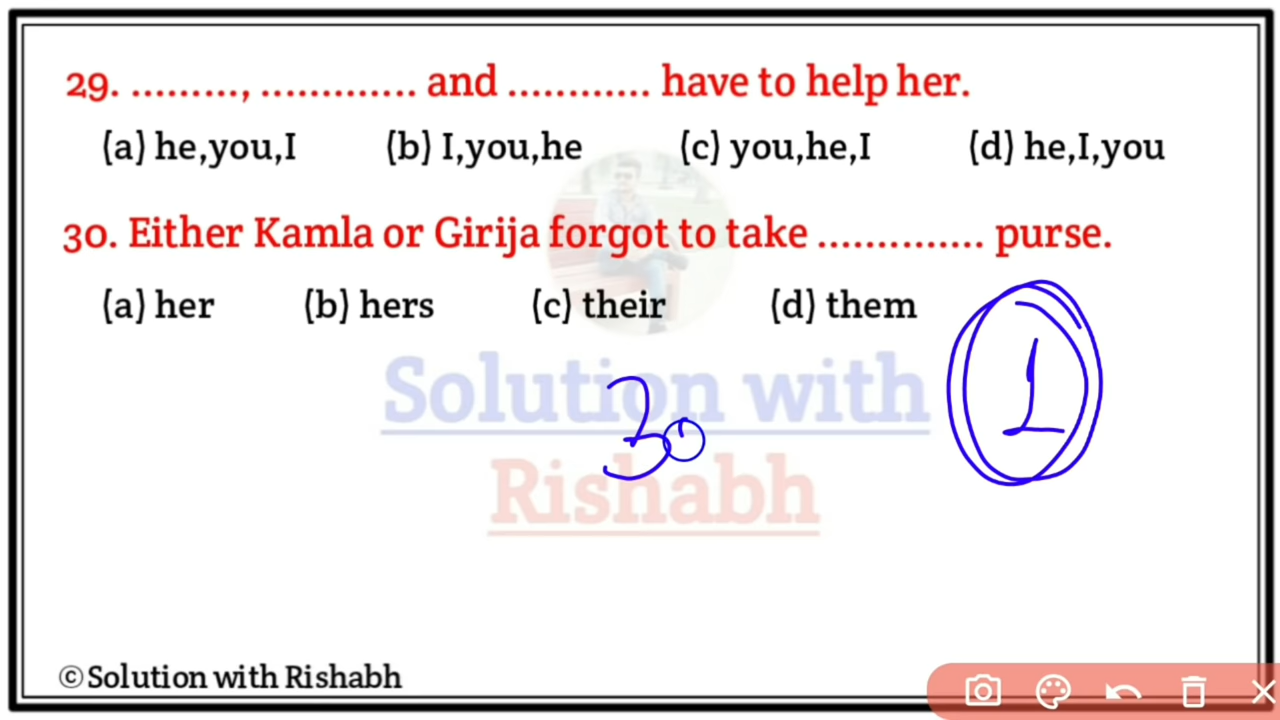 29. ........., ............. and ............ have to help her.
(a) he,you,I (b) I,you,he (c) you,he,I (d) he,I,you
30. Either Kamla or Girija forgot to take .............. purse.
(a) her (b) hers (c) their (d) them
1
30
Solution with
Rishabh
©Solution with Rishabh